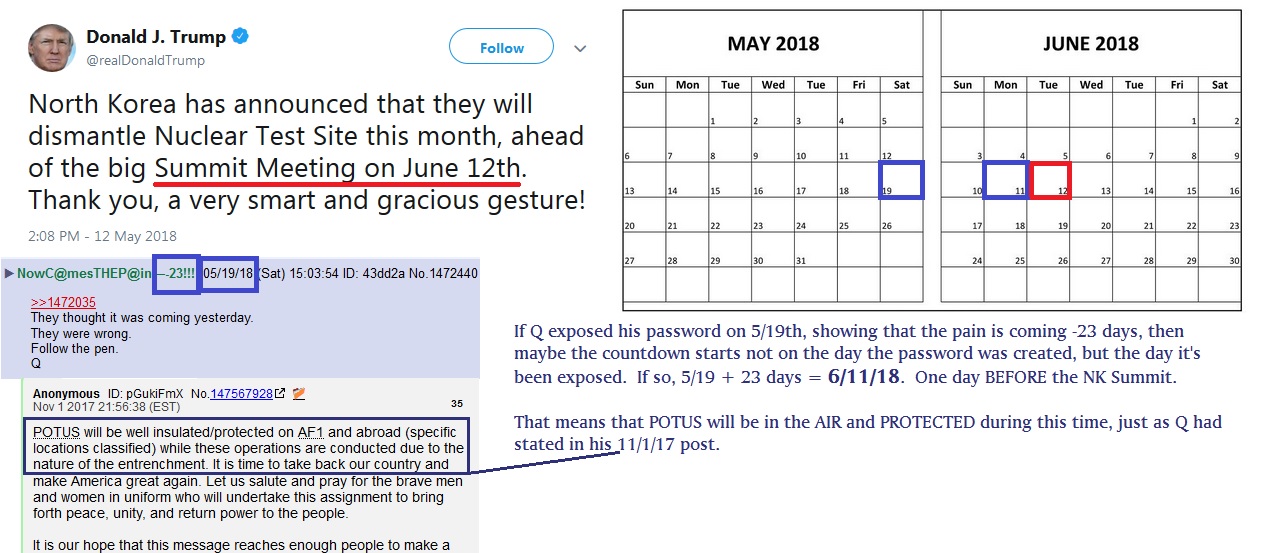 Donald J. Trump
@realDonaldTrump
Follow
North Korea has announced that they will
dismantle Nuclear Test Site this month, ahead
of the big Summit Meeting on June 12th.
Thank you, a very smart and gracious gesture!
2:08 PM - 12 May 2018
NowC@mesTHEP@in—-23!!! 05/19/18 (Sat) 15:03:54 ID: 43dd2a No.1472440
>>1472035
They thought it was coming yesterday.
They were wrong.
Follow the pen.
Q
Anonymous ID: pGukiFmX No.147567928
Nov 1 2017 21:56:38 (EST)
35
POTUS will be well insulated/protected on AF1 and abroad (specific
locations classified) while these operations are conducted due to the
nature of the entrenchment. It is time to take back our country and
make America great again. Let us salute and pray for the brave men
and women in uniform who will undertake this assignment to bring
forth peace, unity, and return power to the people.
It is our hope that this message reaches enough people to make a
MAY 2018
Sun Mon Tue Wed Thu Fri Sat
1 2 3 4 5
6 7 8 9 10 11 12
13 14 15 16 17 18 19
20 21 22 23 24 25 26
27 28 29 30 31
JUNE 2018
Sun Mon Tue Wed Thu Fri Sat
1 2
3 4 5 6 7 8 9
10 11 12 13 14 15 16
17 18 19 20 21 22 23
24 25 26 27 28 29 30
If Q exposed his password on 5/19th, showing that the pain is coming -23 days, then
maybe the countdown starts not on the day the password was created, but the day it's
been exposed. If so, 5/19 + 23 days = 6/11/18. One day BEFORE the NK Summit.
That means that POTUS will be in the AIR and PROTECTED during this time, just as Q had
stated in his 11/1/17 post.